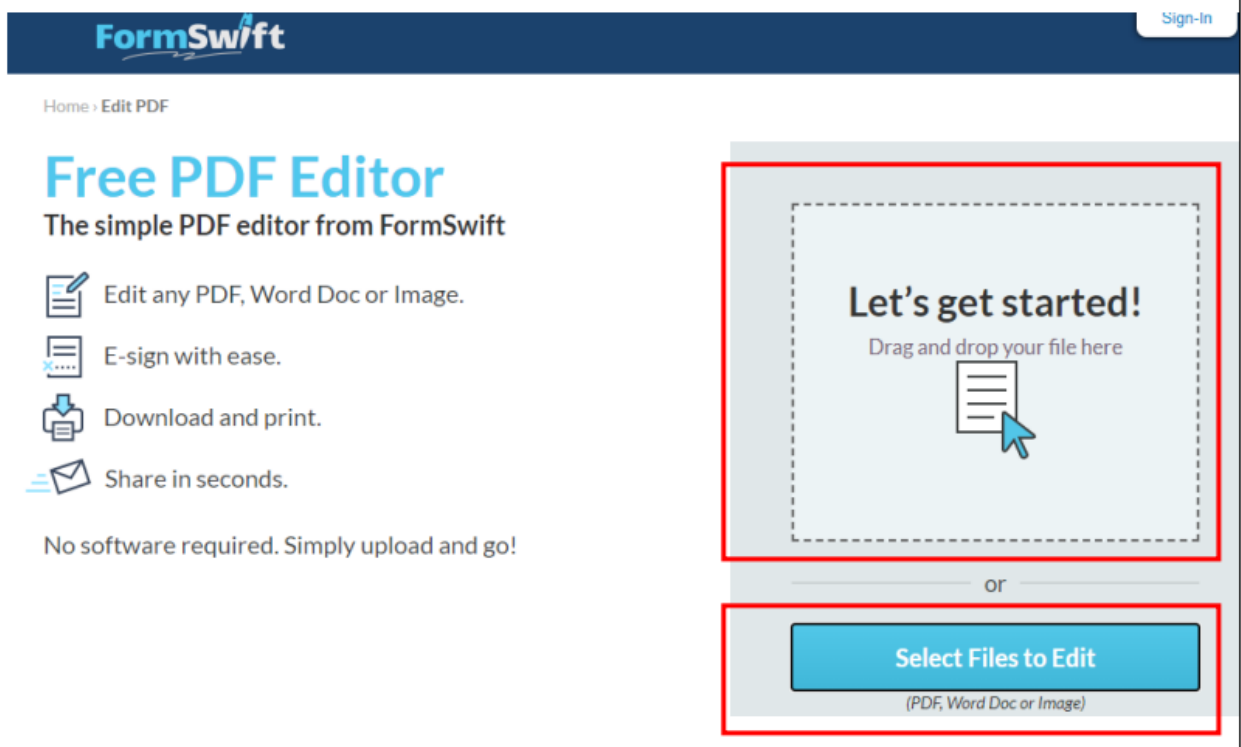 FormSwift
Sign-In
Home › Edit PDF
Free PDF Editor
The simple PDF editor from FormSwift
Edit any PDF, Word Doc or Image.
E-sign with ease.
Download and print.
Share in seconds.
No software required. Simply upload and go!
Let's get started!
Drag and drop your file here
or
Select Files to Edit
(PDF, Word Doc or Image)